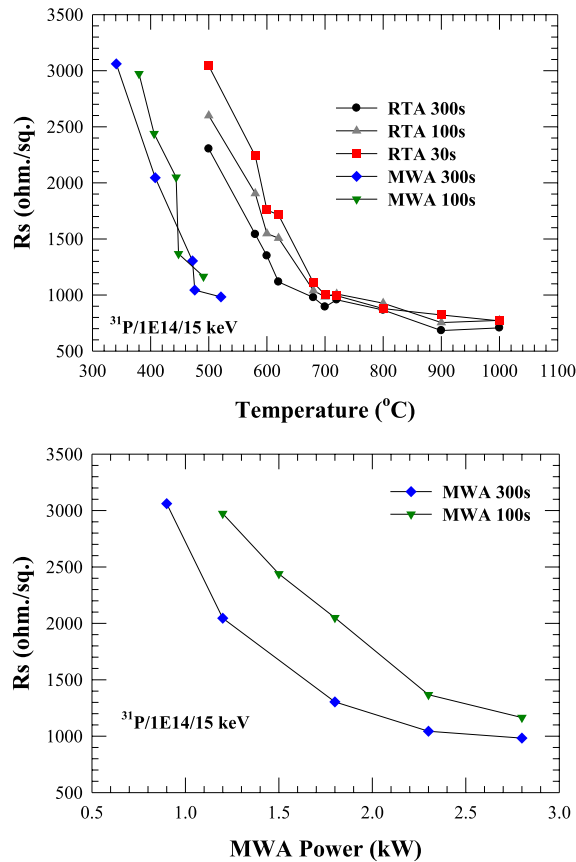 3500
3000
2500
2000
1500
1000
500
Rs (ohm./sq.)
RTA 300s
RTA 100s
RTA 30s
MWA 300s
MWA 100s
³¹P/1E14/15 keV
300 400 500 600 700 800 900 1000 1100
Temperature (°C)
3500
3000
2500
2000
1500
1000
500
Rs (ohm./sq.)
MWA 300s
MWA 100s
³¹P/1E14/15 keV
0.5 1.0 1.5 2.0 2.5 3.0
MWA Power (kW)